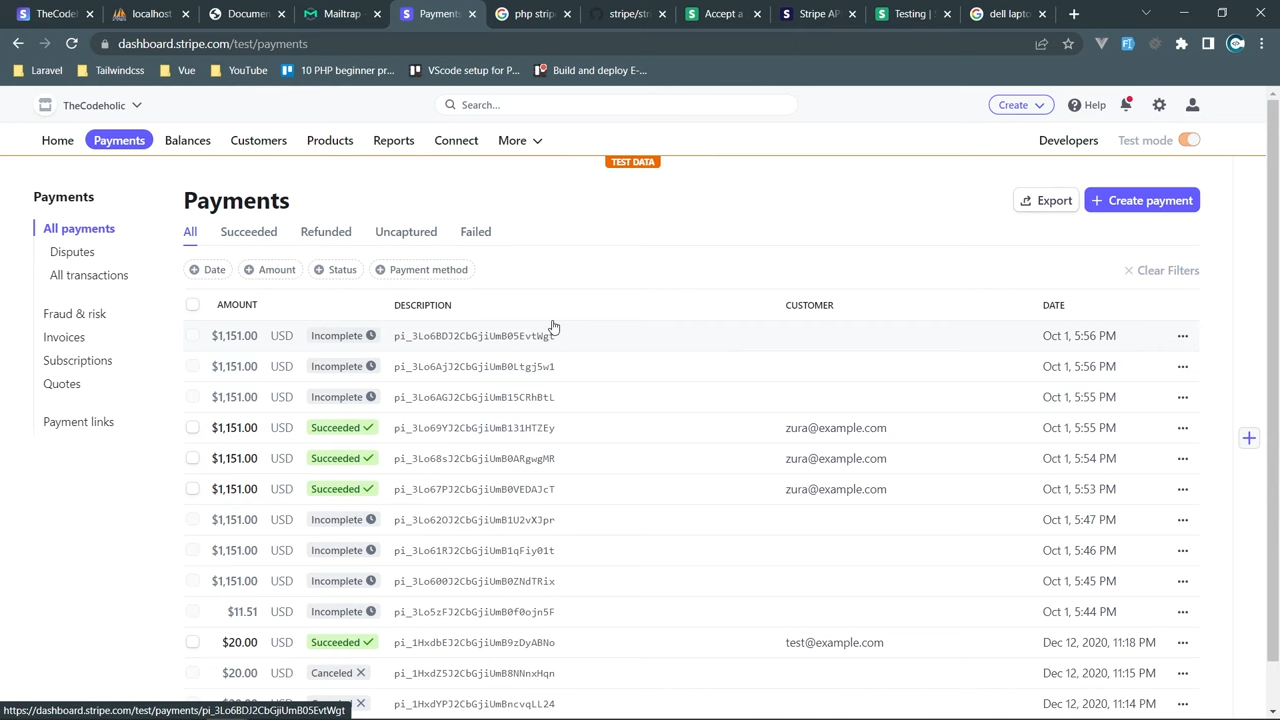 TheCodel
localhost
Documen
Mailtrap
Payments
php strip
stripe/str
Accept a
Stripe AP
Testing | S
dell lapto
dashboard.stripe.com/test/payments
Laravel
Tailwindcss
Vue
YouTube
10 PHP beginner pr...
VScode setup for P...
Build and deploy E-...
TheCodeholic
Search...
Create
Help
Home
Payments
Balances
Customers
Products
Reports
Connect
More
Developers
Test mode
TEST DATA
Payments
All payments
Disputes
All transactions
Fraud & risk
Invoices
Subscriptions
Quotes
Payment links
Payments
Export
Create payment
All
Succeeded
Refunded
Uncaptured
Failed
Date
Amount
Status
Payment method
Clear Filters
AMOUNT DESCRIPTION CUSTOMER DATE
$1,151.00 USD Incomplete pi_3Lo6BDJ2CbGjiUmB05EvtWgt Oct 1, 5:56 PM
$1,151.00 USD Incomplete pi_3Lo6AjJ2CbGjiUmB0Ltgj5w1 Oct 1, 5:56 PM
$1,151.00 USD Incomplete pi_3Lo6AGJ2CbGjiUmB15CRhBtL Oct 1, 5:55 PM
$1,151.00 USD Succeeded pi_3Lo69YJ2CbGjiUmB131HTZEy zura@example.com Oct 1, 5:55 PM
$1,151.00 USD Succeeded pi_3Lo68sJ2CbGjiUmB0ARgwgMR zura@example.com Oct 1, 5:54 PM
$1,151.00 USD Succeeded pi_3Lo67PJ2CbGjiUmB0VEDAJcT zura@example.com Oct 1, 5:53 PM
$1,151.00 USD Incomplete pi_3Lo62OJ2CbGjiUmB1U2vXJpr Oct 1, 5:47 PM
$1,151.00 USD Incomplete pi_3Lo61RJ2CbGjiUmB1qFiy01t Oct 1, 5:46 PM
$1,151.00 USD Incomplete pi_3Lo600J2CbGjiUmB0ZNdTRix Oct 1, 5:45 PM
$11.51 USD Incomplete pi_3Lo5zFJ2CbGjiUmB0f0ojn5F Oct 1, 5:44 PM
$20.00 USD Succeeded pi_1HxdbEJ2CbGjiUmB9zDyABNo test@example.com Dec 12, 2020, 11:18 PM
$20.00 USD Canceled pi_1HxdZ5J2CbGjiUmB8NNnxHqn Dec 12, 2020, 11:15 PM
pi_1HxdYPJ2CbGjiUmBncvqLL24 Dec 12, 2020, 11:14 PM
https://dashboard.stripe.com/test/payments/pi_3Lo6BDJ2CbGjiUmB05EvtWgt